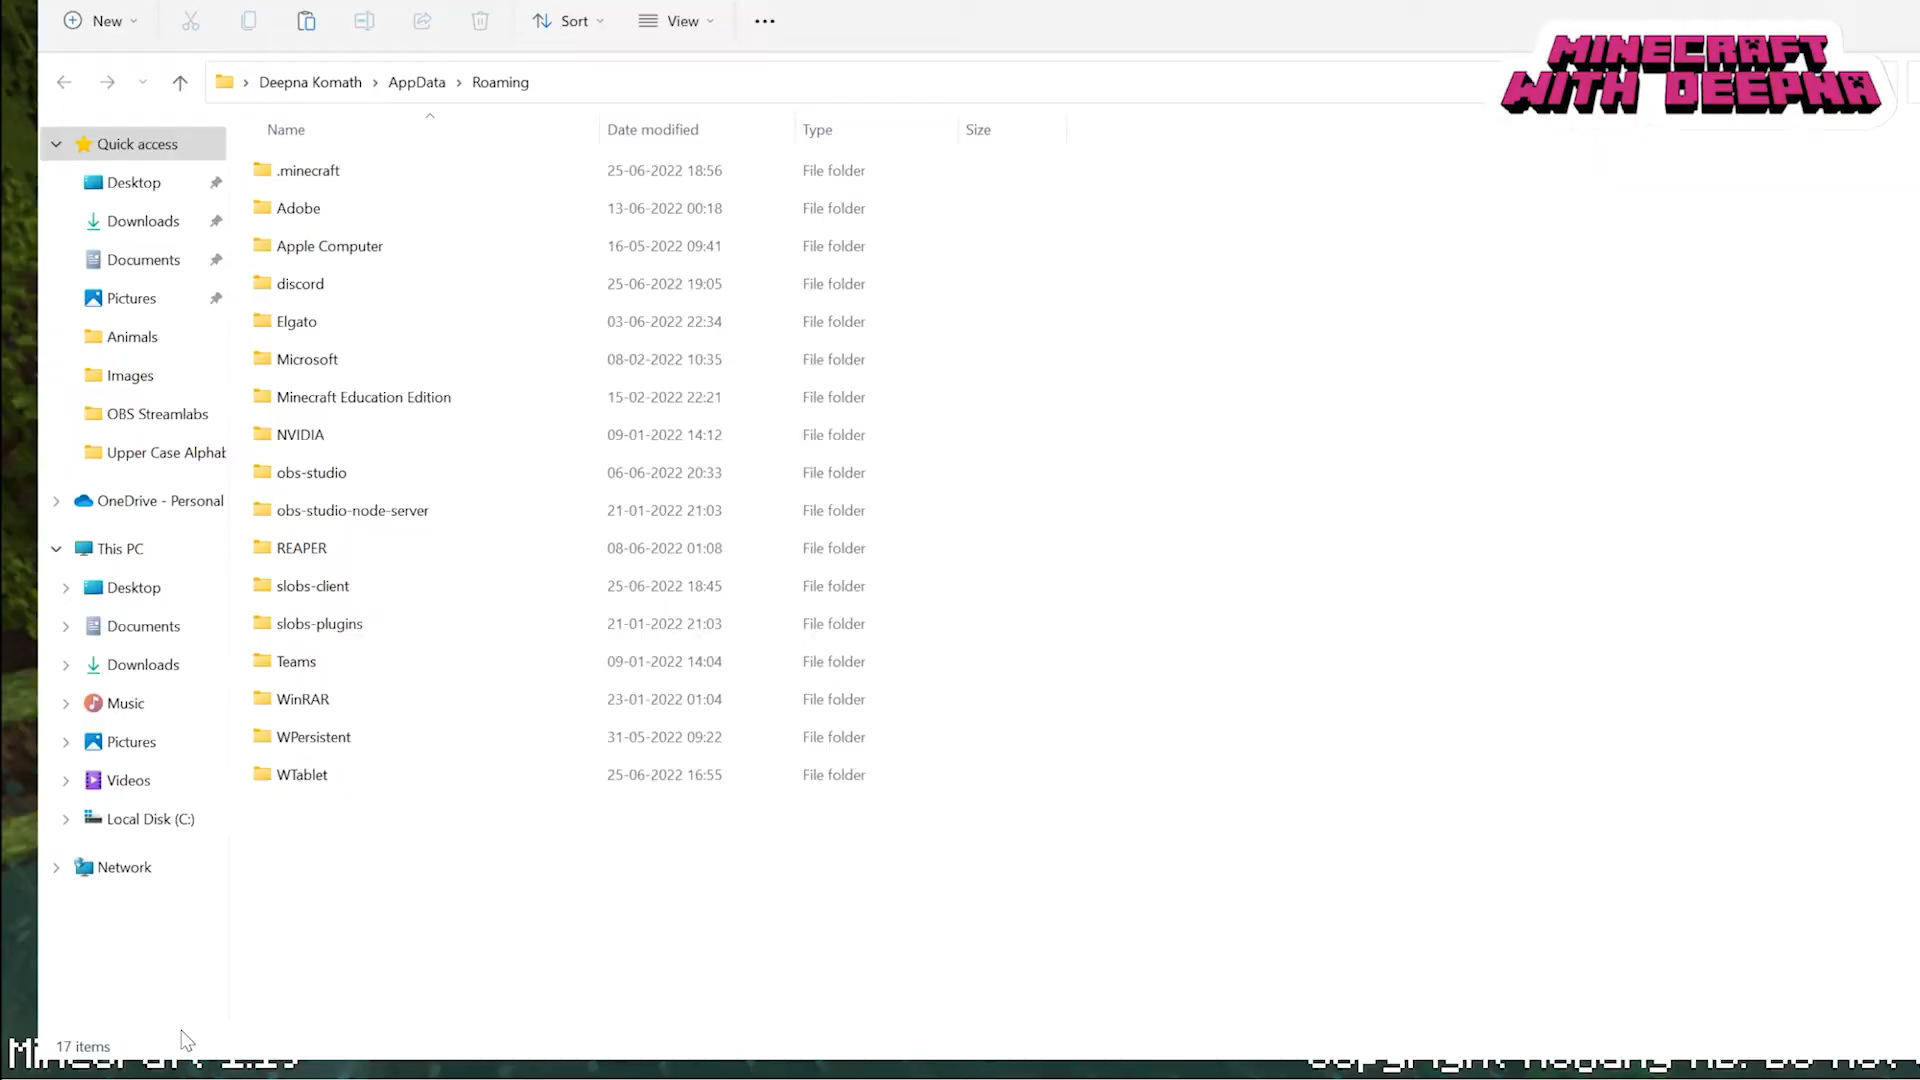 New
Sort
View
MINECRAFT
WITH DEEPNA
Deepna Komath > AppData > Roaming
Name Date modified Type Size
Quick access
Desktop
Downloads
Documents
Pictures
Animals
Images
OBS Streamlabs
Upper Case Alphab
OneDrive - Personal
This PC
Desktop
Documents
Downloads
Music
Pictures
Videos
Local Disk (C:)
Network
.minecraft 25-06-2022 18:56 File folder
Adobe 13-06-2022 00:18 File folder
Apple Computer 16-05-2022 09:41 File folder
discord 25-06-2022 19:05 File folder
Elgato 03-06-2022 22:34 File folder
Microsoft 08-02-2022 10:35 File folder
Minecraft Education Edition 15-02-2022 22:21 File folder
NVIDIA 09-01-2022 14:12 File folder
obs-studio 06-06-2022 20:33 File folder
obs-studio-node-server 21-01-2022 21:03 File folder
REAPER 08-06-2022 01:08 File folder
slobs-client 25-06-2022 18:45 File folder
slobs-plugins 21-01-2022 21:03 File folder
Teams 09-01-2022 14:04 File folder
WinRAR 23-01-2022 01:04 File folder
WPersistent 31-05-2022 09:22 File folder
WTablet 25-06-2022 16:55 File folder
17 items